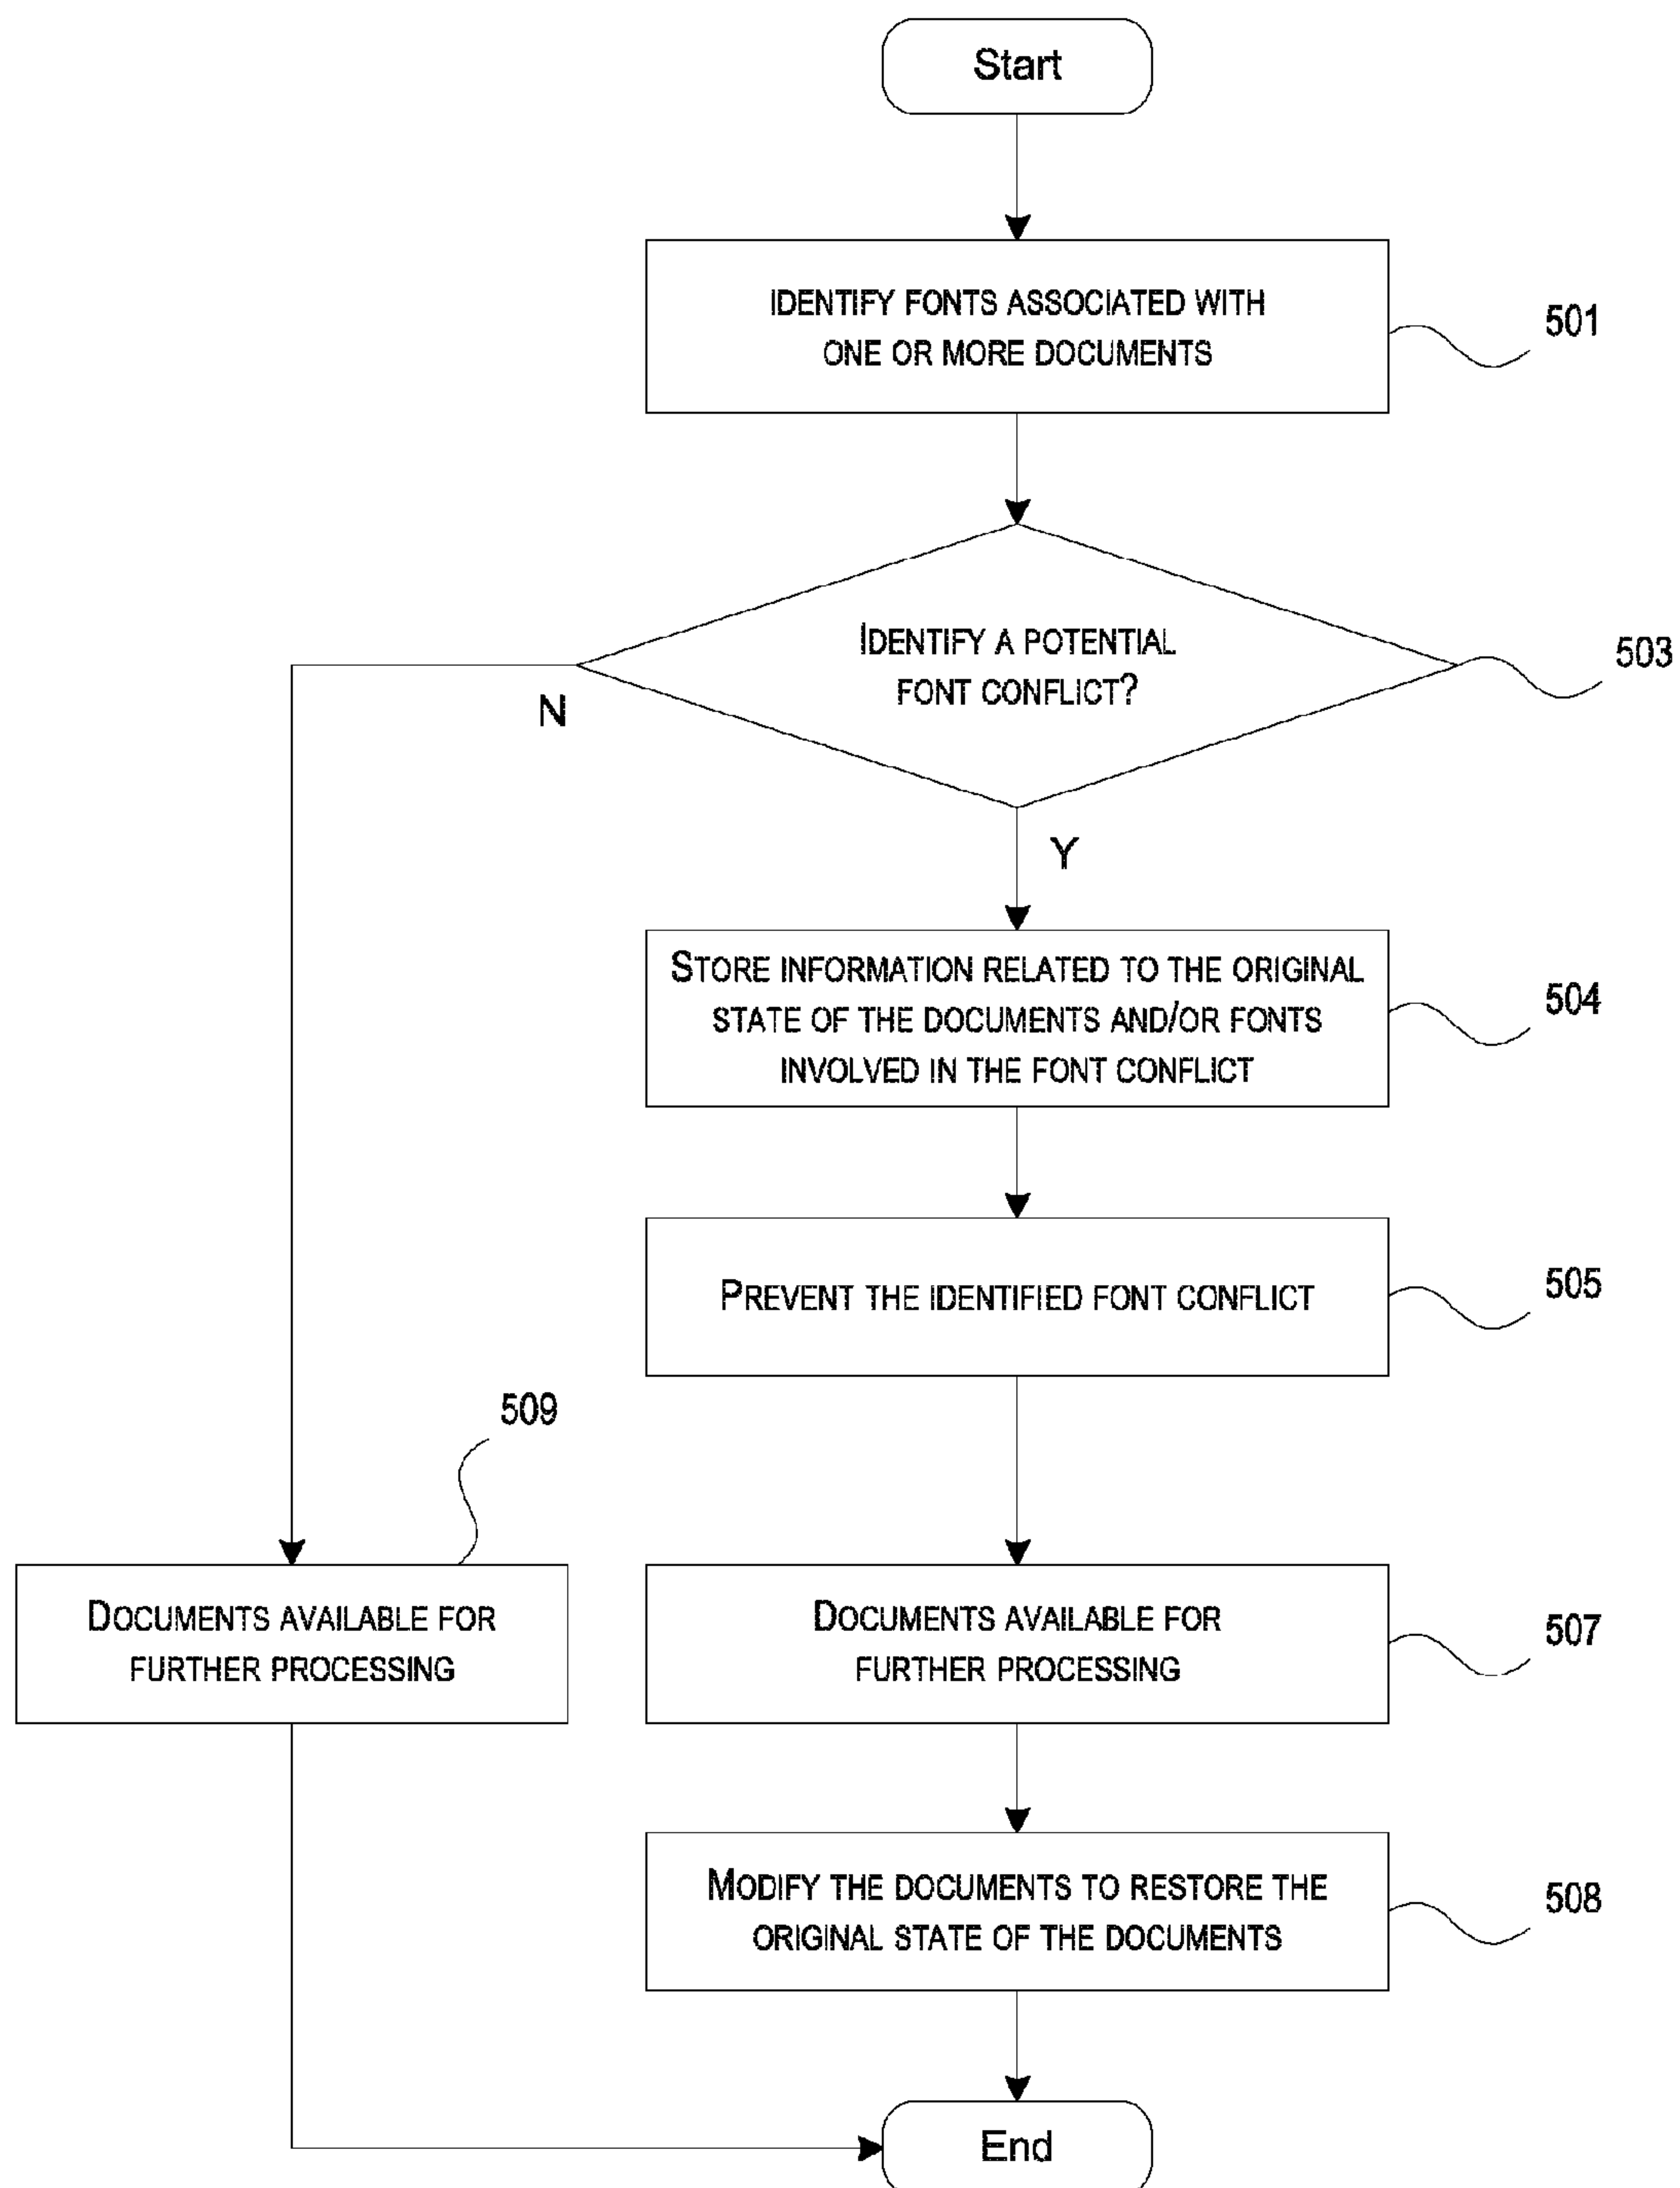 Start
IDENTIFY FONTS ASSOCIATED WITH
ONE OR MORE DOCUMENTS
501
IDENTIFY A POTENTIAL
FONT CONFLICT?
503
N
Y
STORE INFORMATION RELATED TO THE ORIGINAL
STATE OF THE DOCUMENTS AND/OR FONTS
INVOLVED IN THE FONT CONFLICT
504
PREVENT THE IDENTIFIED FONT CONFLICT
505
509
DOCUMENTS AVAILABLE FOR
FURTHER PROCESSING
DOCUMENTS AVAILABLE FOR
FURTHER PROCESSING
507
MODIFY THE DOCUMENTS TO RESTORE THE
ORIGINAL STATE OF THE DOCUMENTS
508
End